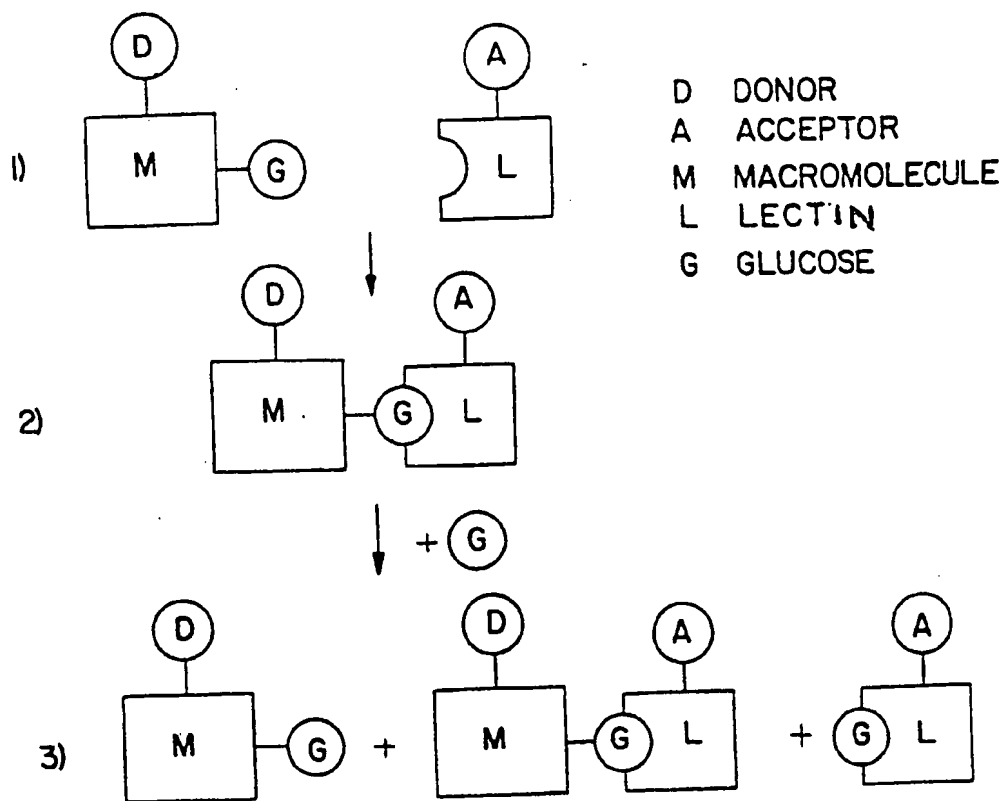 D
A
1)
M
G
L
D DONOR
A ACCEPTOR
M MACROMOLECULE
L LECTIN
G GLUCOSE
D
A
2)
M
G
L
+ G
D
D
A
A
3)
M
G
+
M
G
L
+
G
L